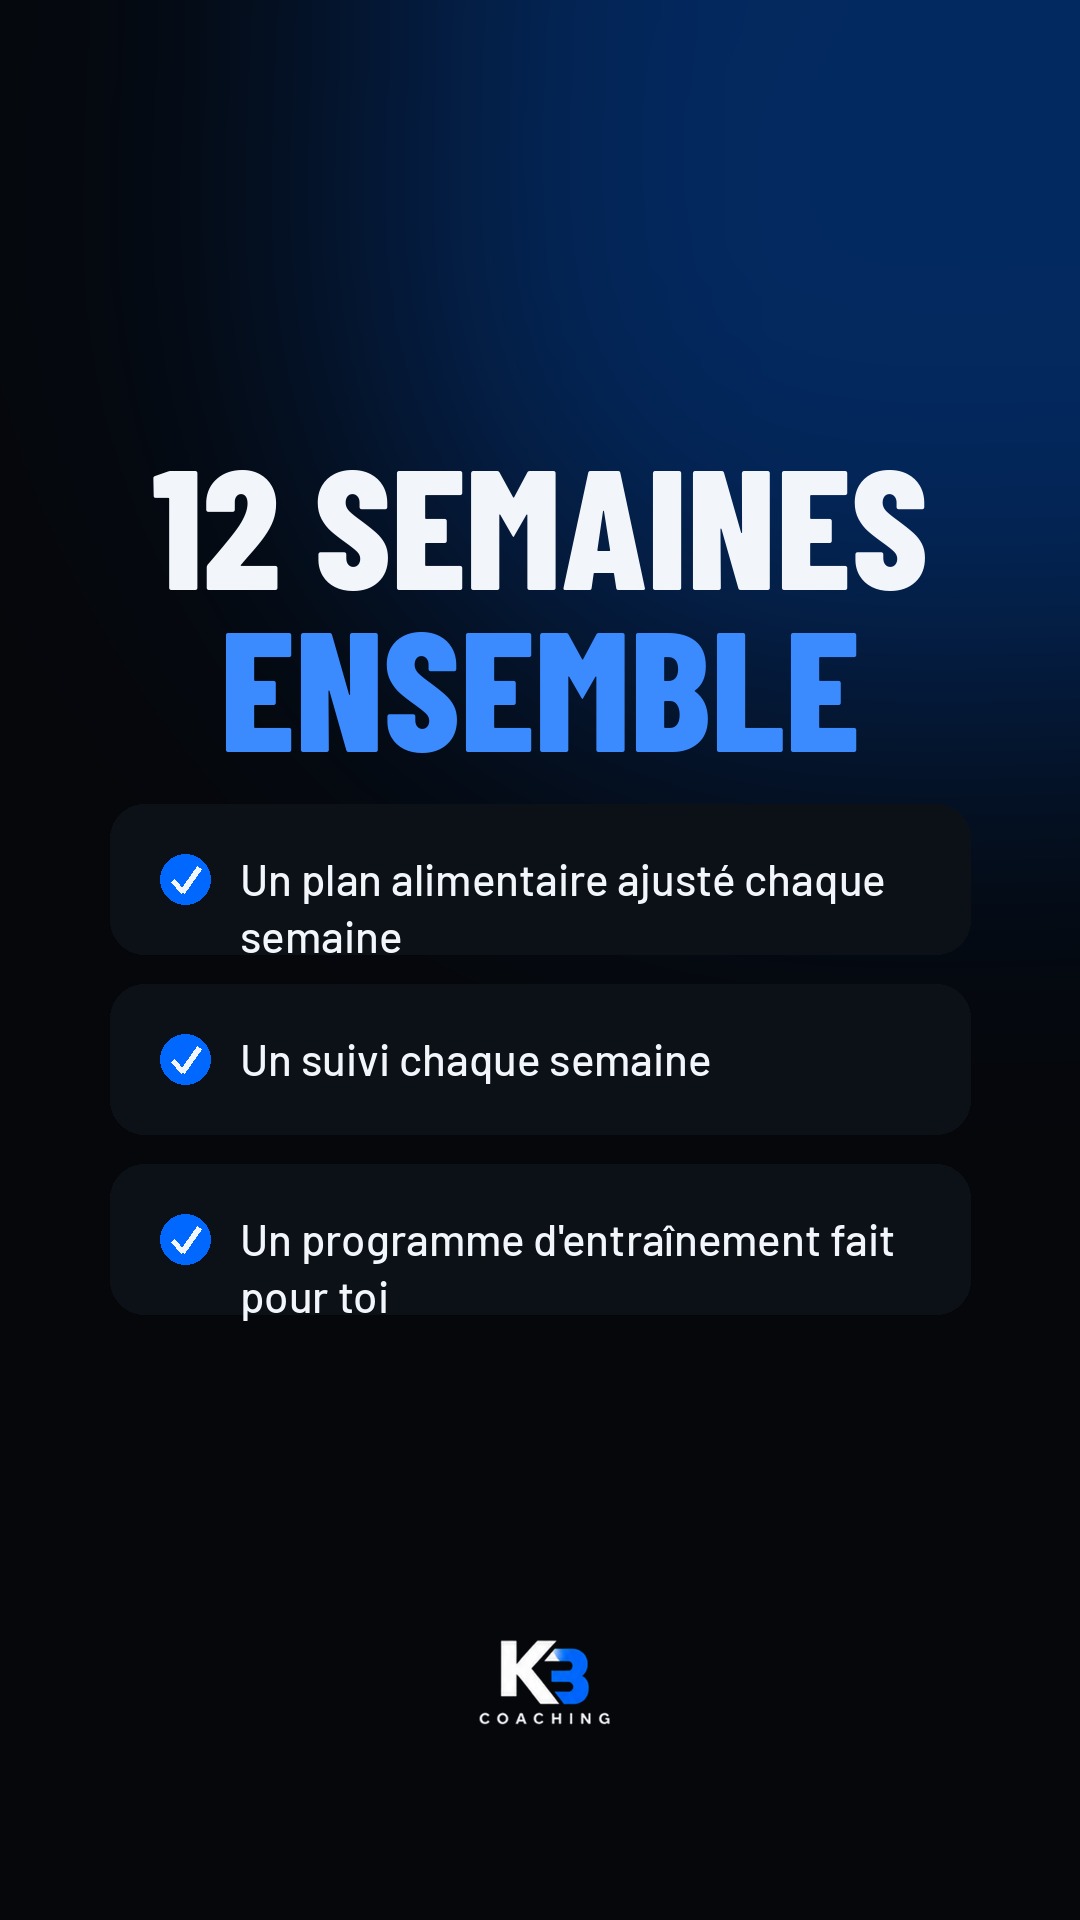 12 SEMAINES
ENSEMBLE
Un plan alimentaire ajusté chaque
semaine
Un suivi chaque semaine
Un programme d'entraînement fait
pour toi
KB
COACHING